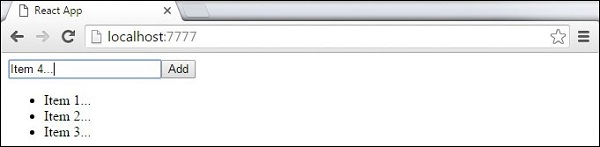 React App
localhost:7777
Item 4... Add
Item 1...
Item 2...
Item 3...